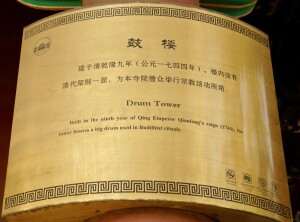 鼓楼
建于清乾隆九年（公元一七四四年），楼内设有
清代架鼓一面，为本寺院僧众举行宗教活动所用。
Drum Tower
Built in the ninth year of Qing Emperor Qianlong's reign (1744), the
tower houses a big drum used in Buddhist rituals.